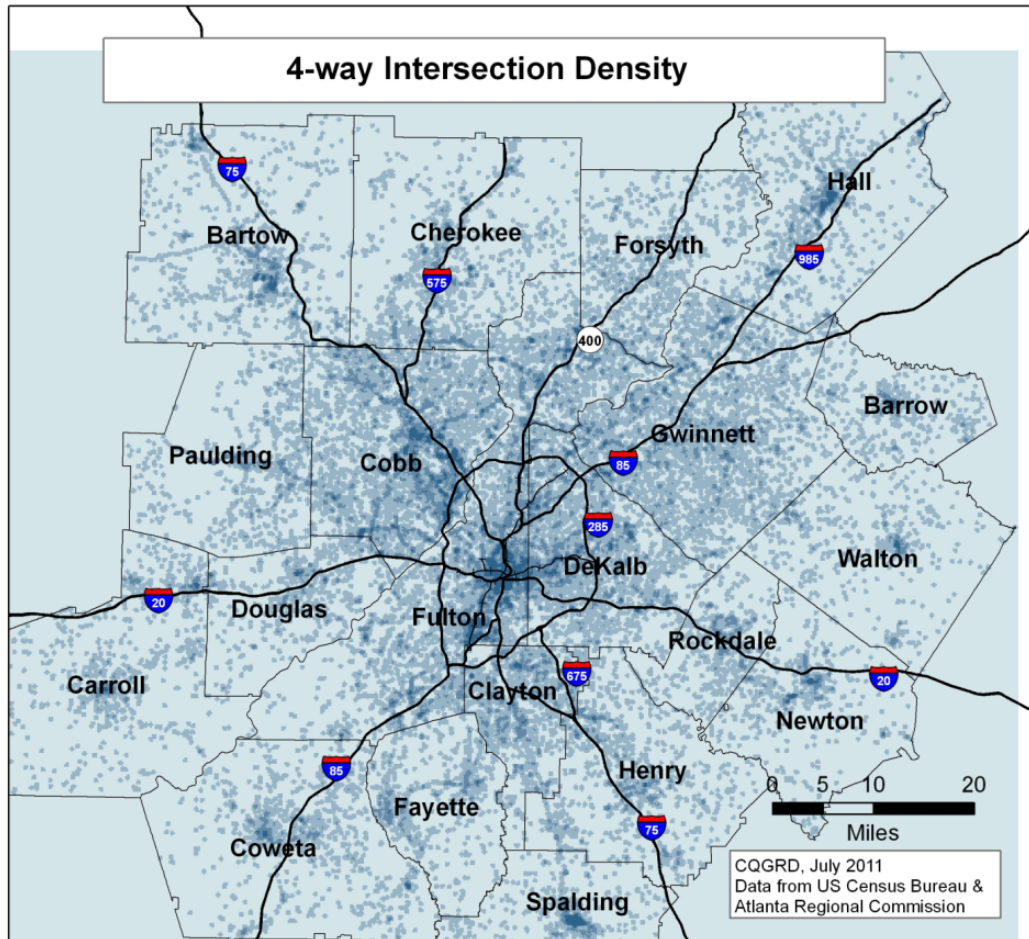 4-way Intersection Density
75
Hall
Bartow
Cherokee
Forsyth
985
575
400
Barrow
Gwinnett
Paulding
Cobb
85
285
Walton
DeKalb
20
Douglas
Fulton
Rockdale
Carroll
Clayton
675
20
Newton
85
Henry
0 5 10 20
Fayette
75
Miles
Coweta
CQGRD, July 2011
Data from US Census Bureau &
Atlanta Regional Commission
Spalding